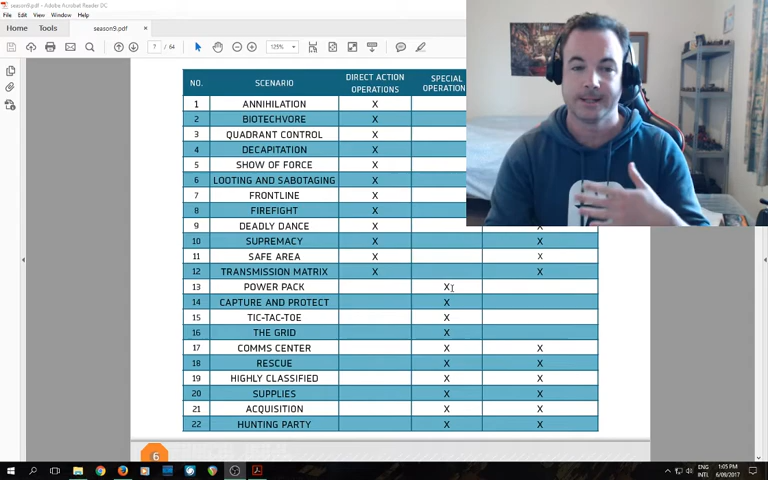 season9.pdf - Adobe Acrobat Reader DC
File Edit View Window Help
Home Tools season9.pdf ×
7 / 64 125%
NO. SCENARIO DIRECT ACTION OPERATIONS SPECIAL OPERATION
1 ANNIHILATION X
2 BIOTECHVORE X
3 QUADRANT CONTROL X
4 DECAPITATION X
5 SHOW OF FORCE X
6 LOOTING AND SABOTAGING X
7 FRONTLINE X
8 FIREFIGHT X
9 DEADLY DANCE X X
10 SUPREMACY X X
11 SAFE AREA X X
12 TRANSMISSION MATRIX X X
13 POWER PACK X
14 CAPTURE AND PROTECT X
15 TIC-TAC-TOE X
16 THE GRID X
17 COMMS CENTER X X
18 RESCUE X X
19 HIGHLY CLASSIFIED X X
20 SUPPLIES X X
21 ACQUISITION X X
22 HUNTING PARTY X X
6
ENG 1:05 PM
INTL 6/09/2017